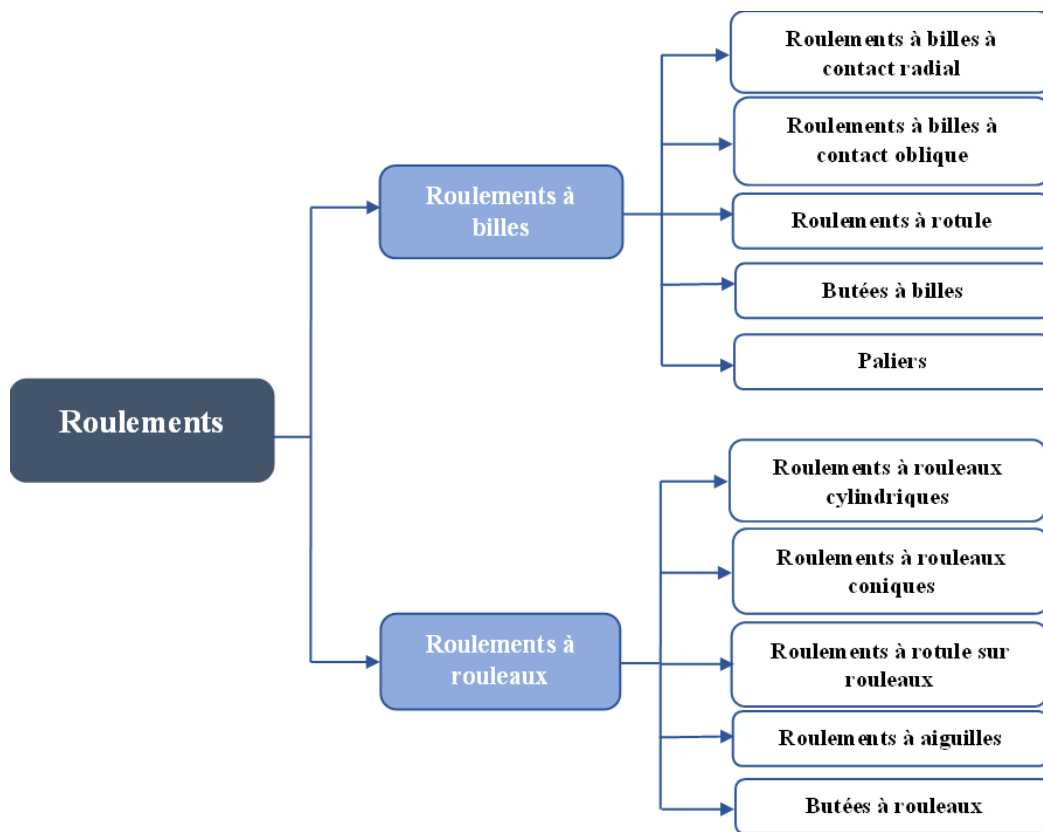 Roulements à billes à
contact radial
Roulements à billes à
contact oblique
Roulements à
billes
Roulements à rotule
Butées à billes
Paliers
Roulements
Roulements à rouleaux
cylindriques
Roulements à rouleaux
coniques
Roulements à
rouleaux
Roulements à rotule sur
rouleaux
Roulements à aiguilles
Butées à rouleaux